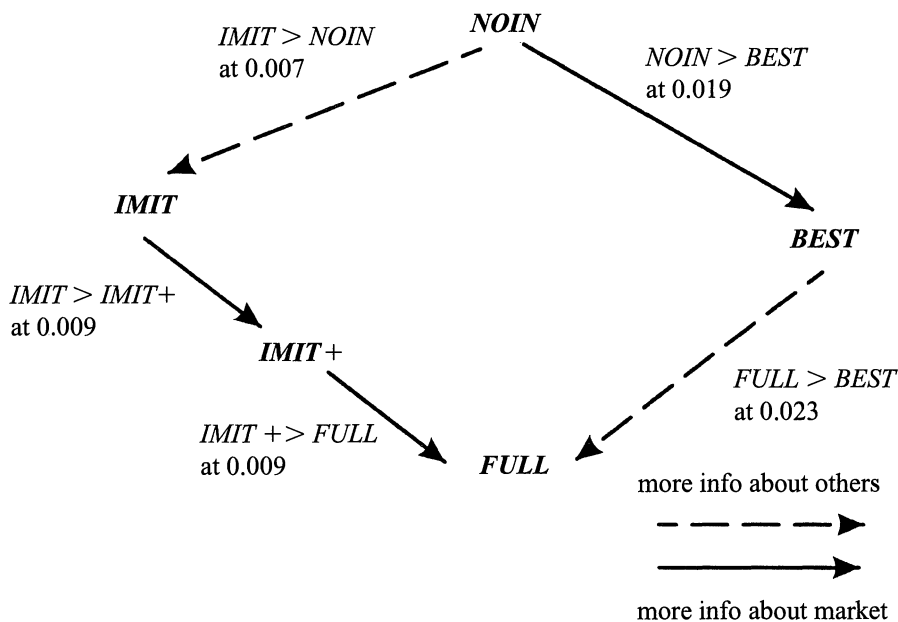 NOIN
IMIT > NOIN
at 0.007
NOIN > BEST
at 0.019
IMIT
BEST
IMIT > IMIT+
at 0.009
IMIT +
FULL > BEST
at 0.023
IMIT +> FULL
at 0.009
FULL
more info about others
more info about market